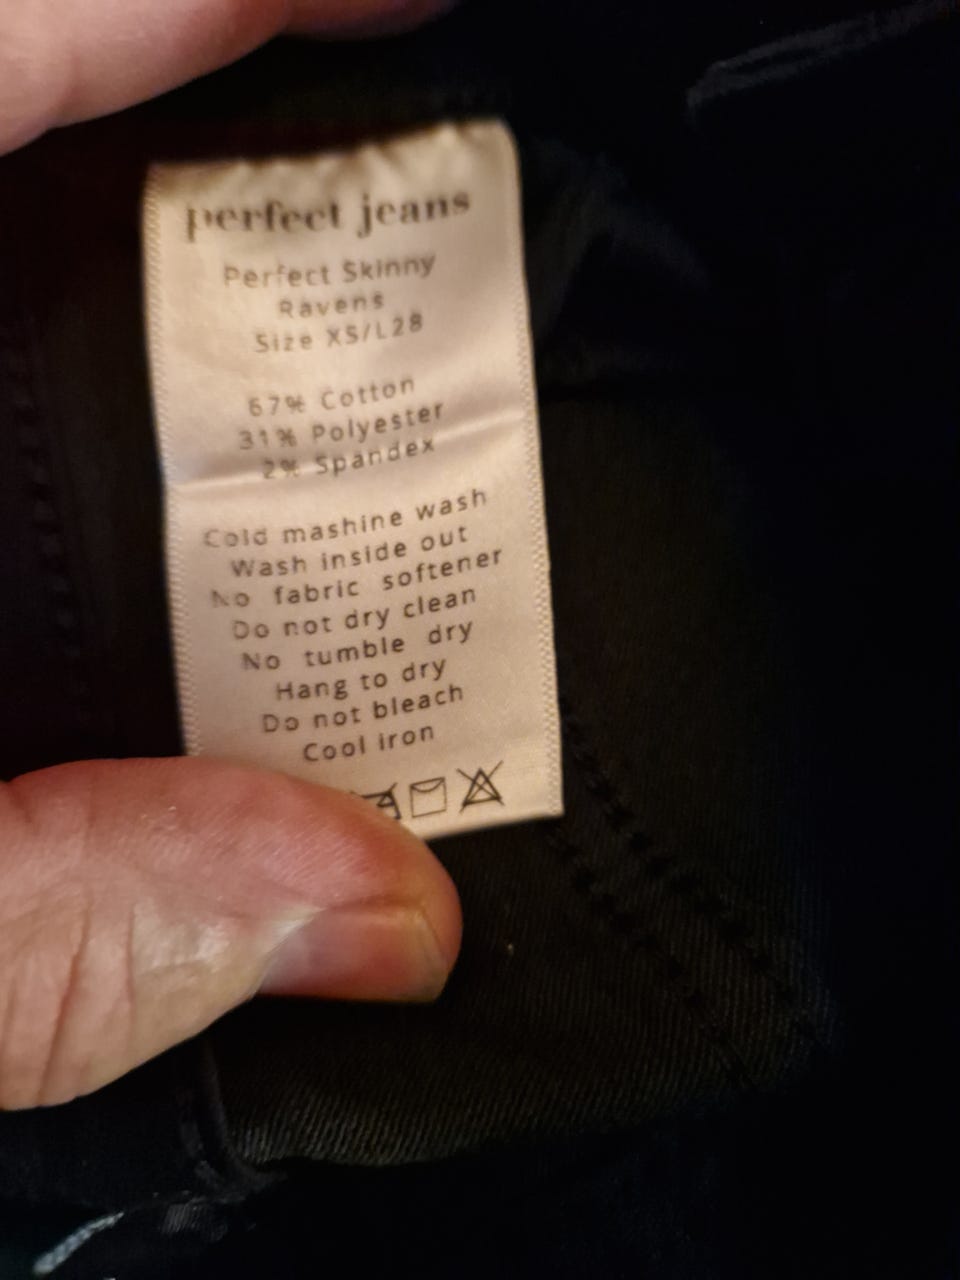 perfect jeans
Perfect Skinny
Ravens
Size XS/L28
67% Cotton
31% Polyester
2% Spandex
Cold mashine wash
Wash inside out
No fabric softener
Do not dry clean
No tumble dry
Hang to dry
Do not bleach
Cool iron